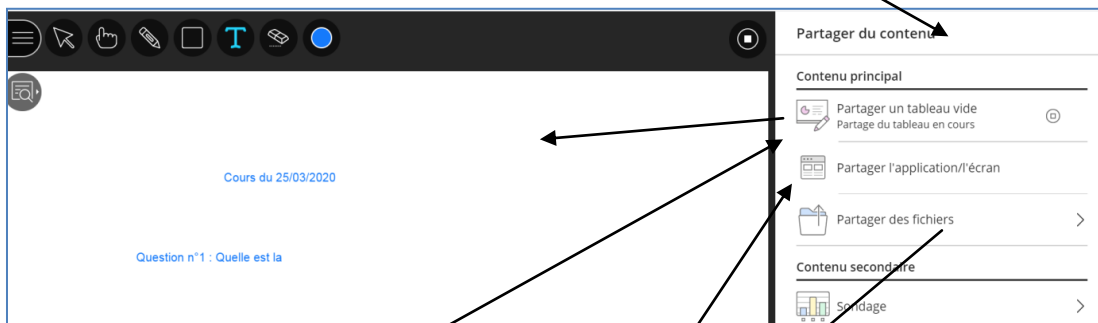 T
Partager du contenu
Contenu principal
Partager un tableau vide
Partage du tableau en cours
Partager l'application/l'écran
Partager des fichiers
Contenu secondaire
Sondage
Cours du 25/03/2020
Question n°1 : Quelle est la